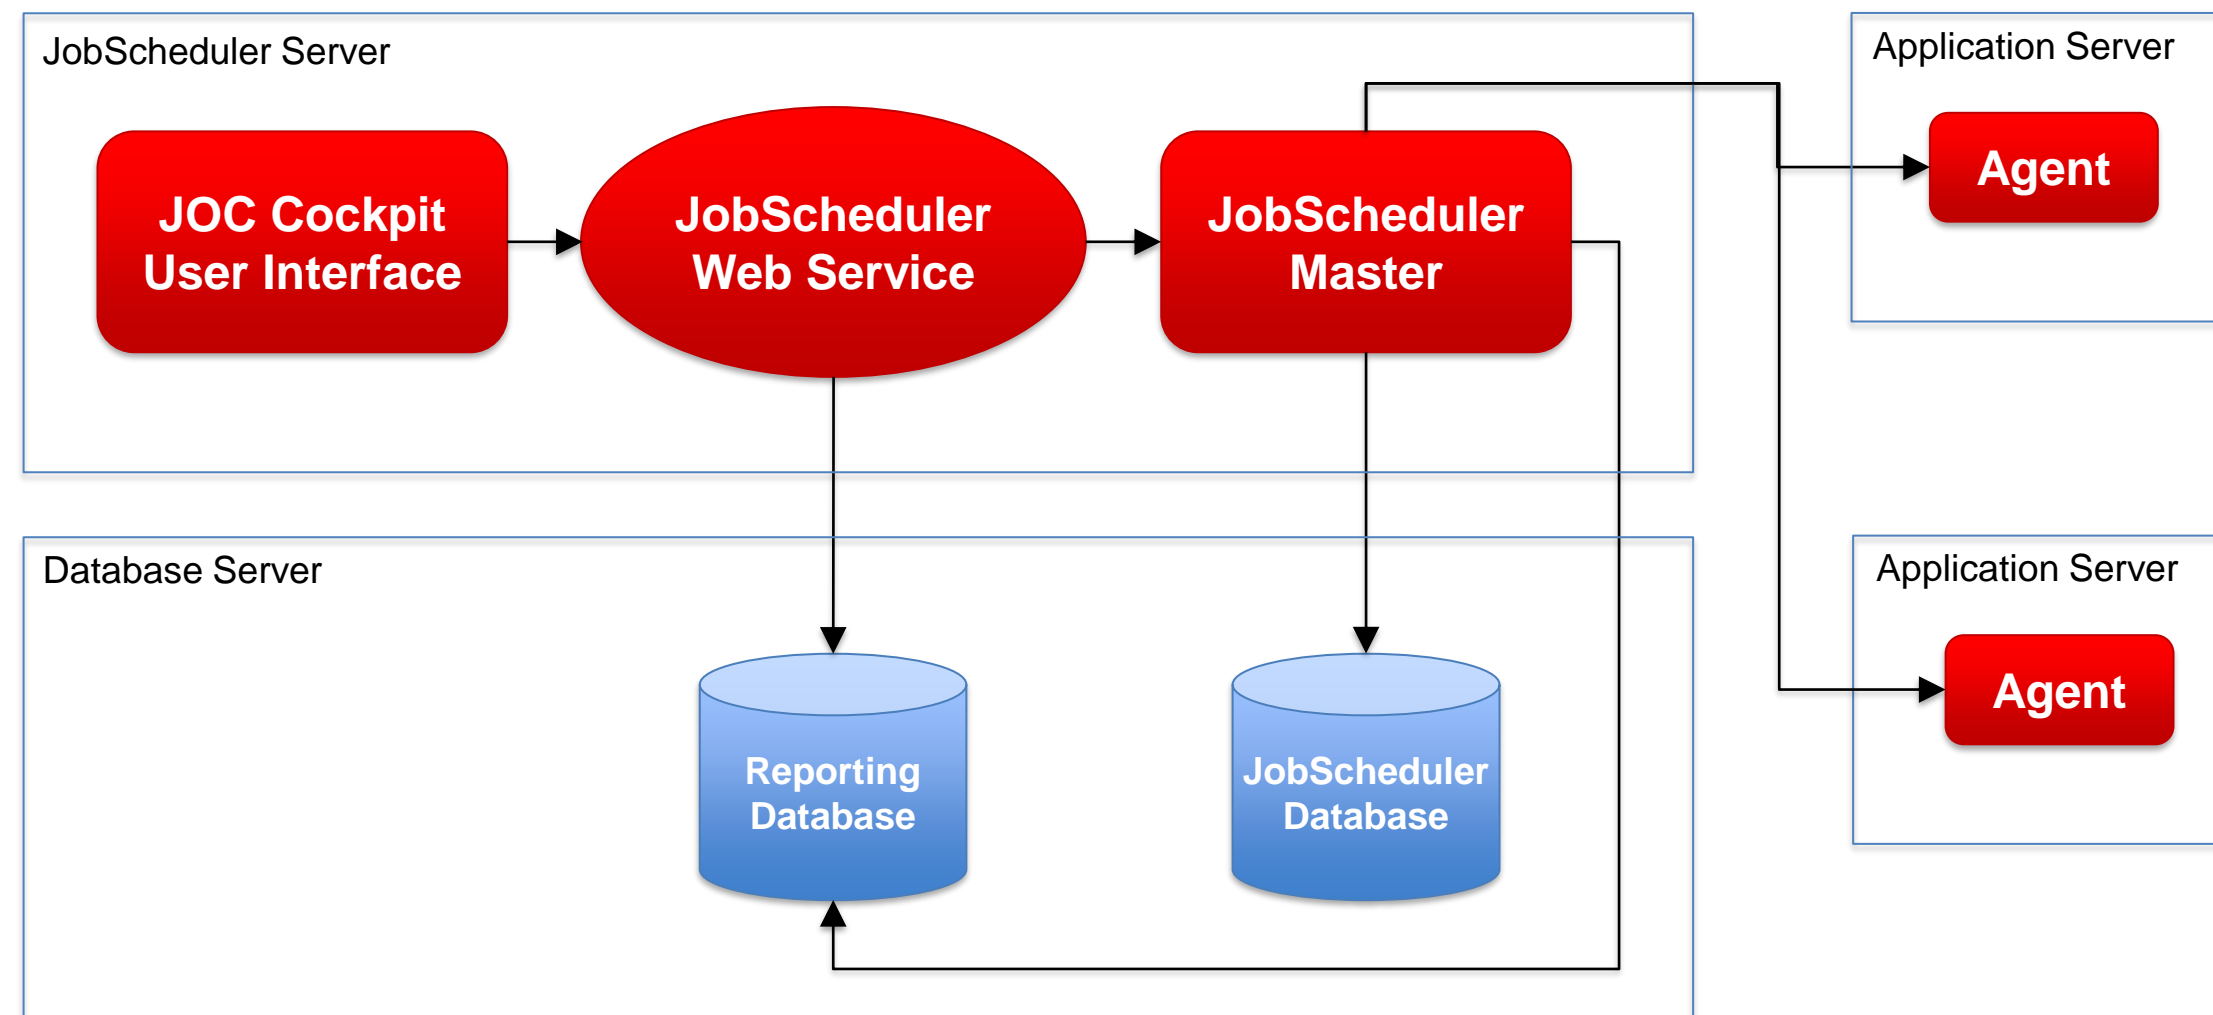 JobScheduler Server
Application Server
JOC Cockpit
User Interface
JobScheduler
Web Service
JobScheduler
Master
Agent
Database Server
Application Server
Reporting
Database
JobScheduler
Database
Agent